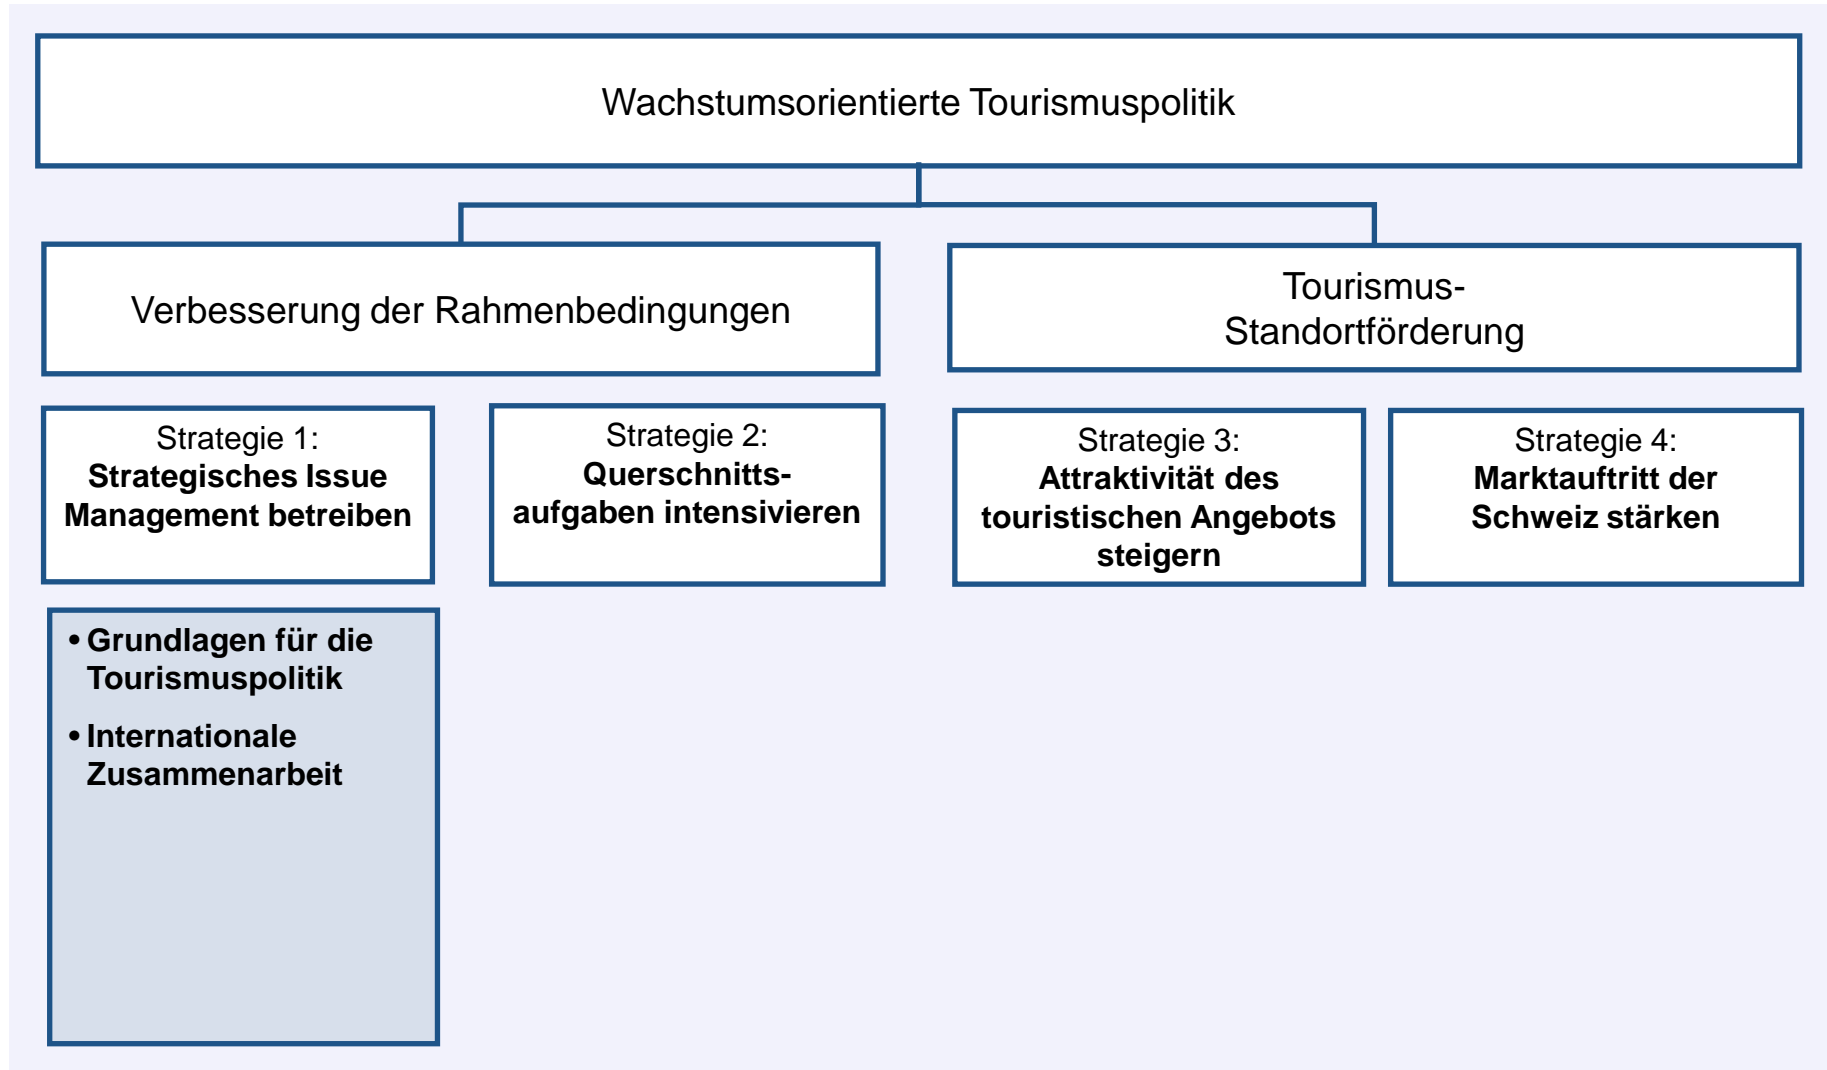 Wachstumsorientierte Tourismuspolitik
Verbesserung der Rahmenbedingungen
Tourismus-
Standortförderung
Strategie 1:
Strategisches Issue
Management betreiben
Strategie 2:
Querschnitts-
aufgaben intensivieren
Strategie 3:
Attraktivität des
touristischen Angebots
steigern
Strategie 4:
Marktauftritt der
Schweiz stärken
• Grundlagen für die
Tourismuspolitik
• Internationale
Zusammenarbeit